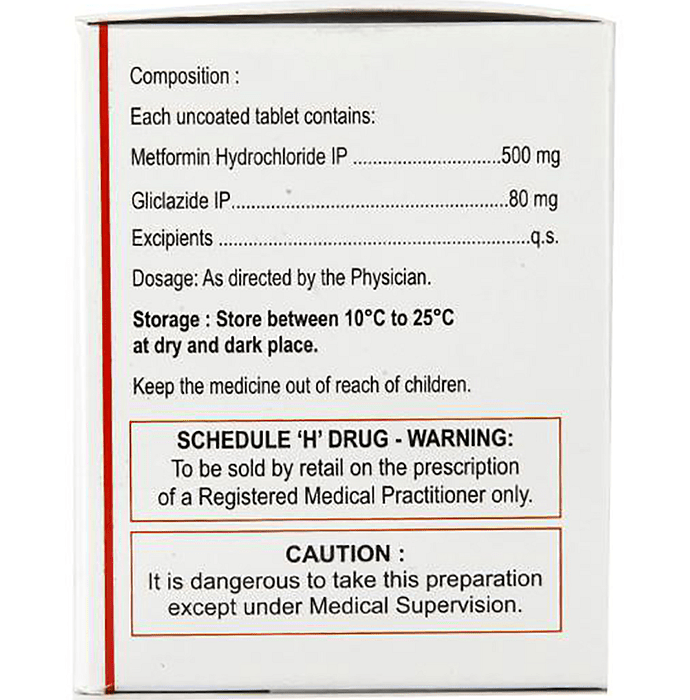 Composition :
Each uncoated tablet contains:
Metformin Hydrochloride IP ..............................500 mg
Gliclazide IP.......................................................80 mg
Excipients ..............................................................q.s.
Dosage: As directed by the Physician.
Storage : Store between 10°C to 25°C
at dry and dark place.
Keep the medicine out of reach of children.
SCHEDULE ‘H’ DRUG - WARNING:
To be sold by retail on the prescription
of a Registered Medical Practitioner only.
CAUTION :
It is dangerous to take this preparation
except under Medical Supervision.